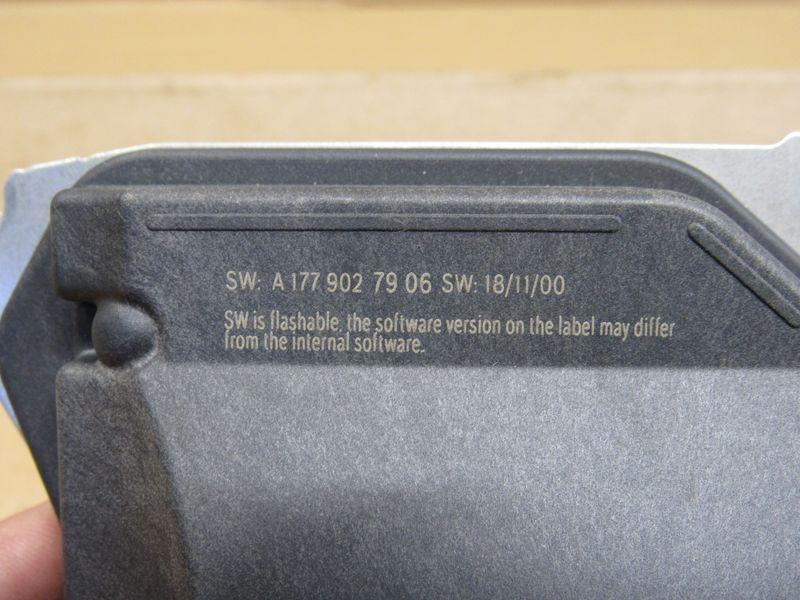 SW: A 177 902 79 06 SW: 18/11/00
SW is flashable, the software version on the label may differ
from the internal software.